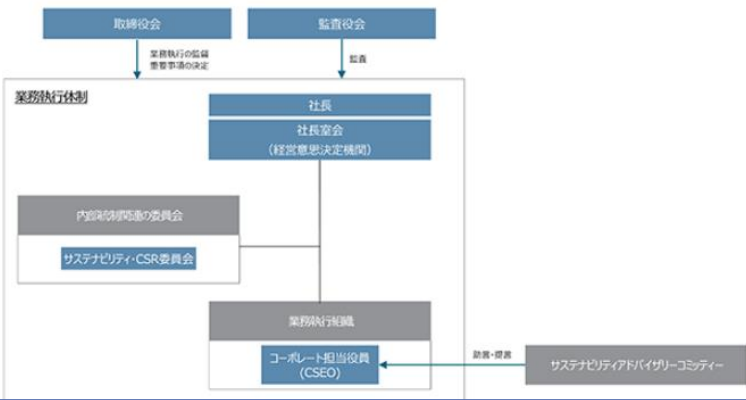 取締役会
監査役会
業務執行の監督
重要事項の決定
監査
業務執行体制
社長
社長室会
（経営意思決定機関）
内部統制関連の委員会
サステナビリティ・CSR委員会
業務執行組織
コーポレート担当役員
(CSEO)
助言・提言
サステナビリティアドバイザリーコミッティー